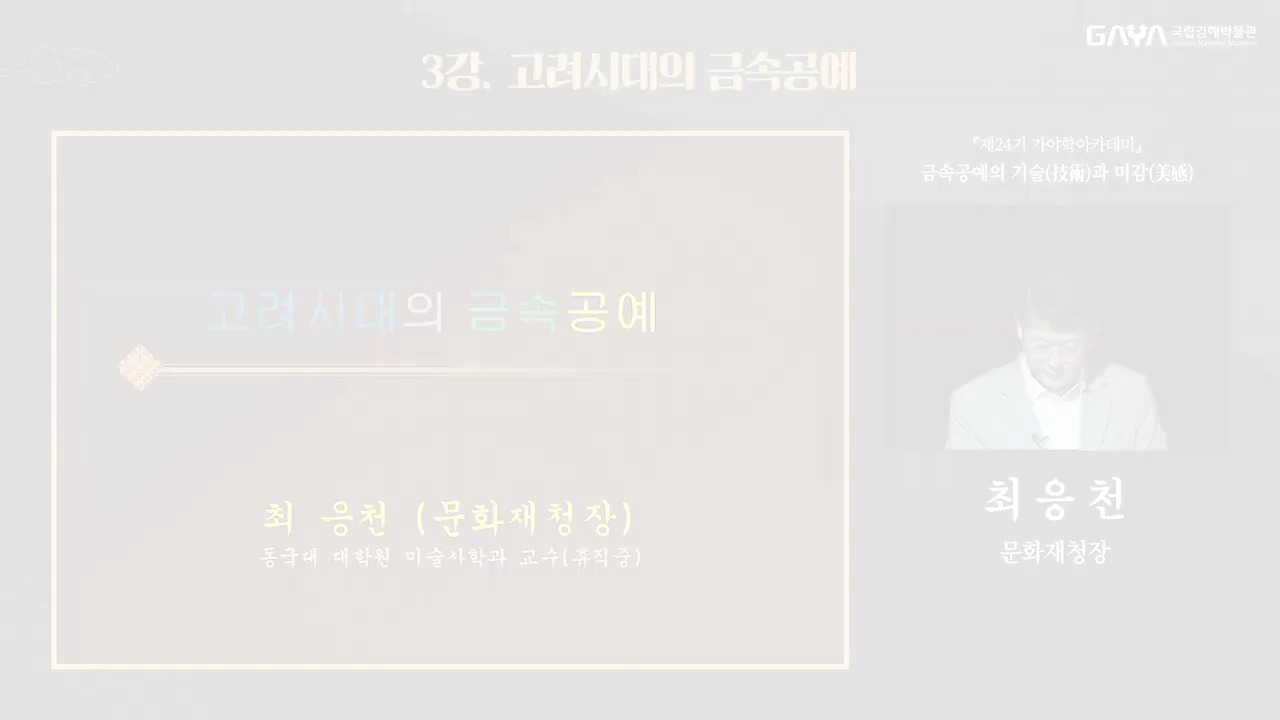 GAYA 국립김해박물관
3강. 고려시대의 금속공예
『제24기 가야학아카데미』
금속공예의 기술(技術)과 미감(美感)
고려시대의 금속공예
최 응천 (문화재청장)
동국대 대학원 미술사학과 교수(휴직중)
최응천
문화재청장